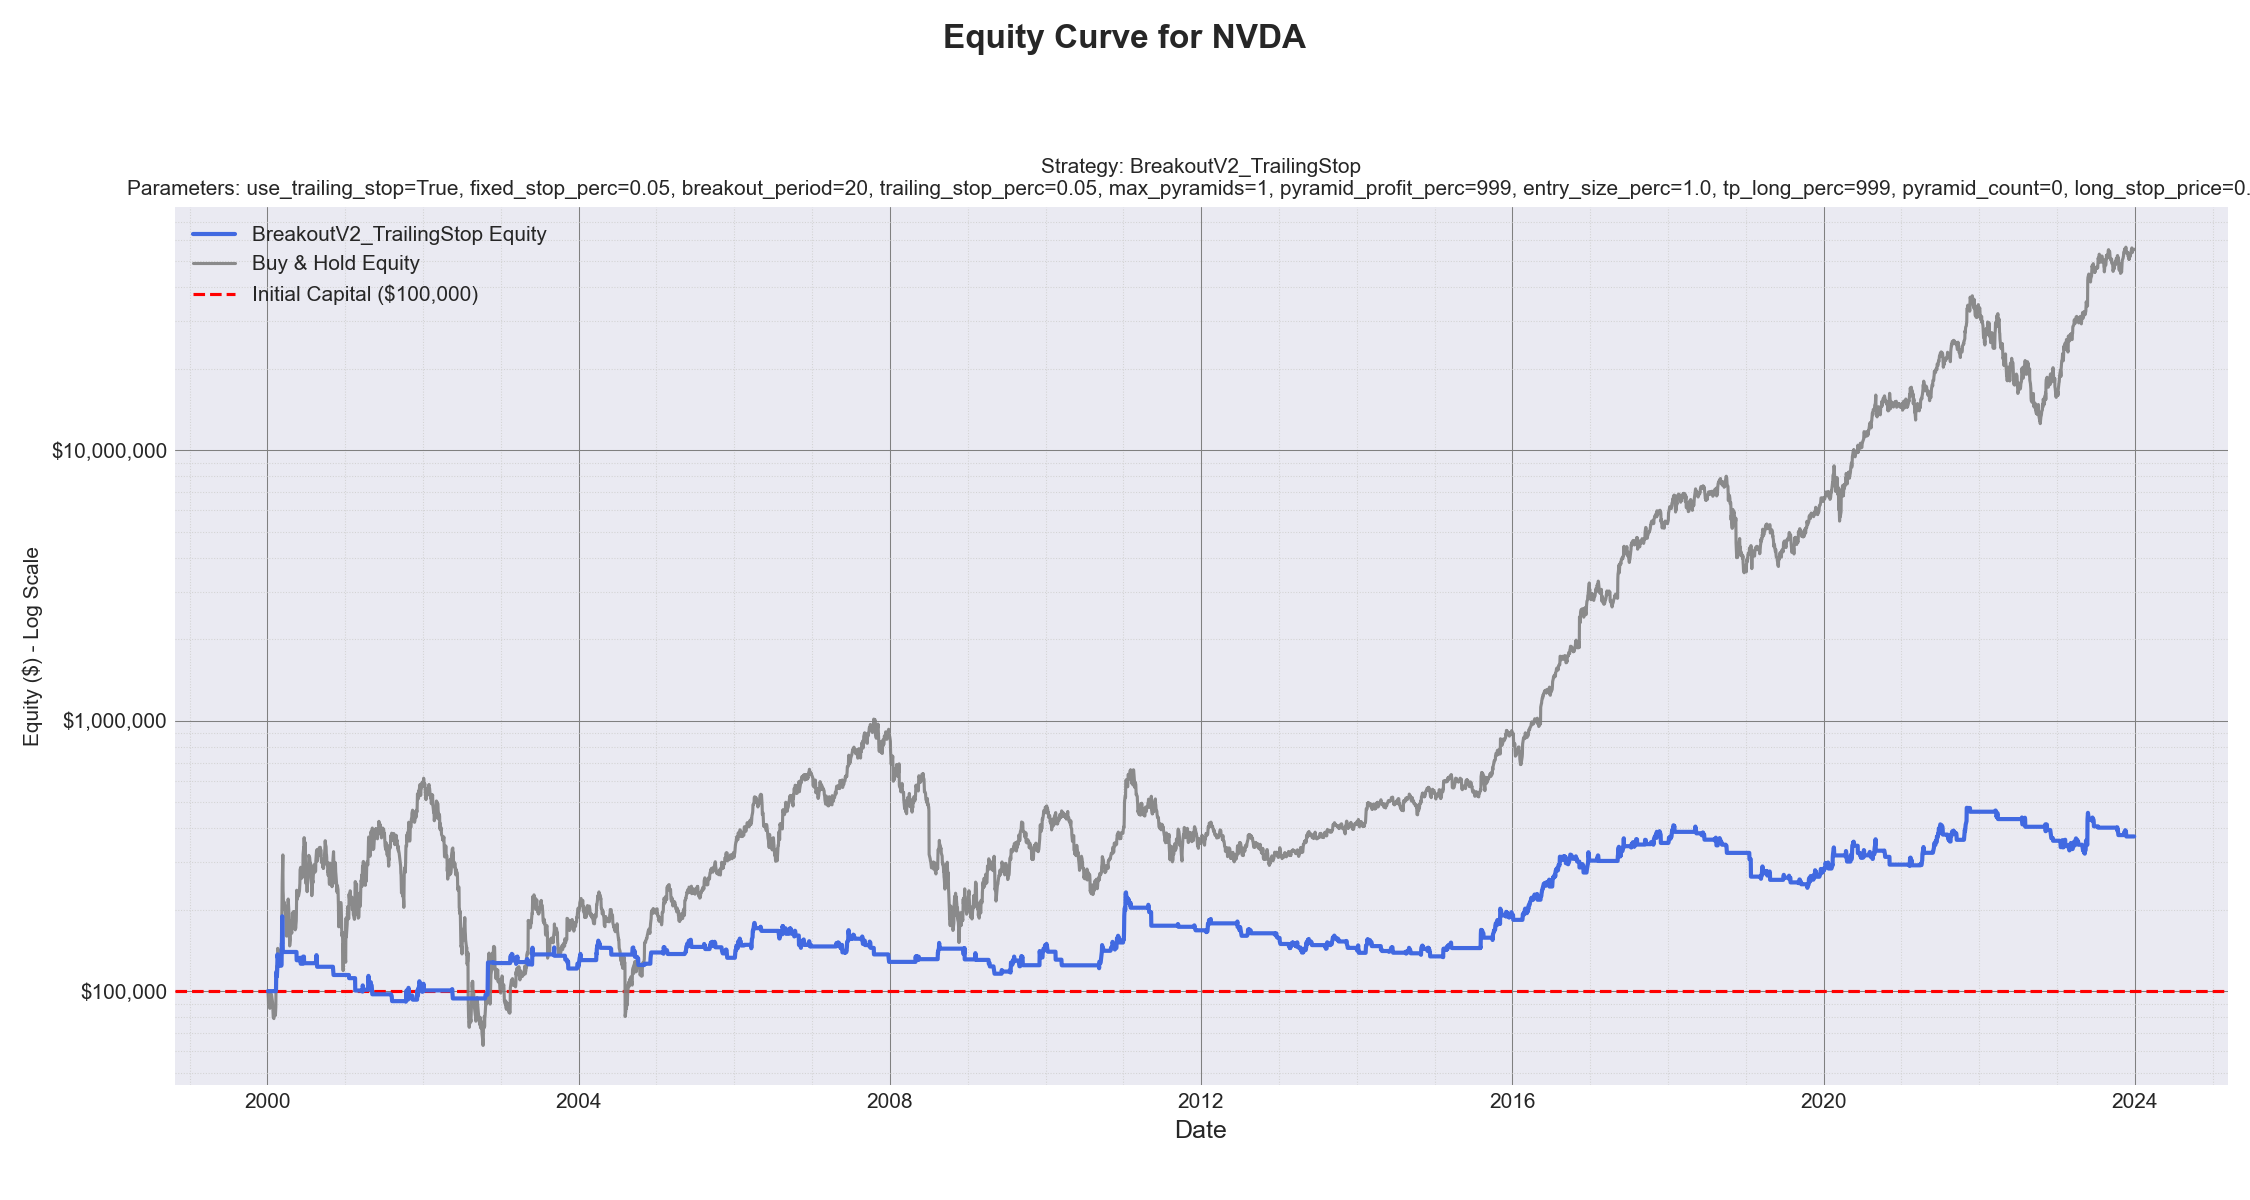 Equity Curve for NVDA
Strategy: BreakoutV2_TrailingStop
Parameters: use_trailing_stop=True, fixed_stop_perc=0.05, breakout_period=20, trailing_stop_perc=0.05, max_pyramids=1, pyramid_profit_perc=999, entry_size_perc=1.0, tp_long_perc=999, pyramid_count=0, long_stop_price=0.
BreakoutV2_TrailingStop Equity
Buy & Hold Equity
Initial Capital ($100,000)
Equity ($) - Log Scale
$10,000,000
$1,000,000
$100,000
2000 2004 2008 2012 2016 2020 2024
Date